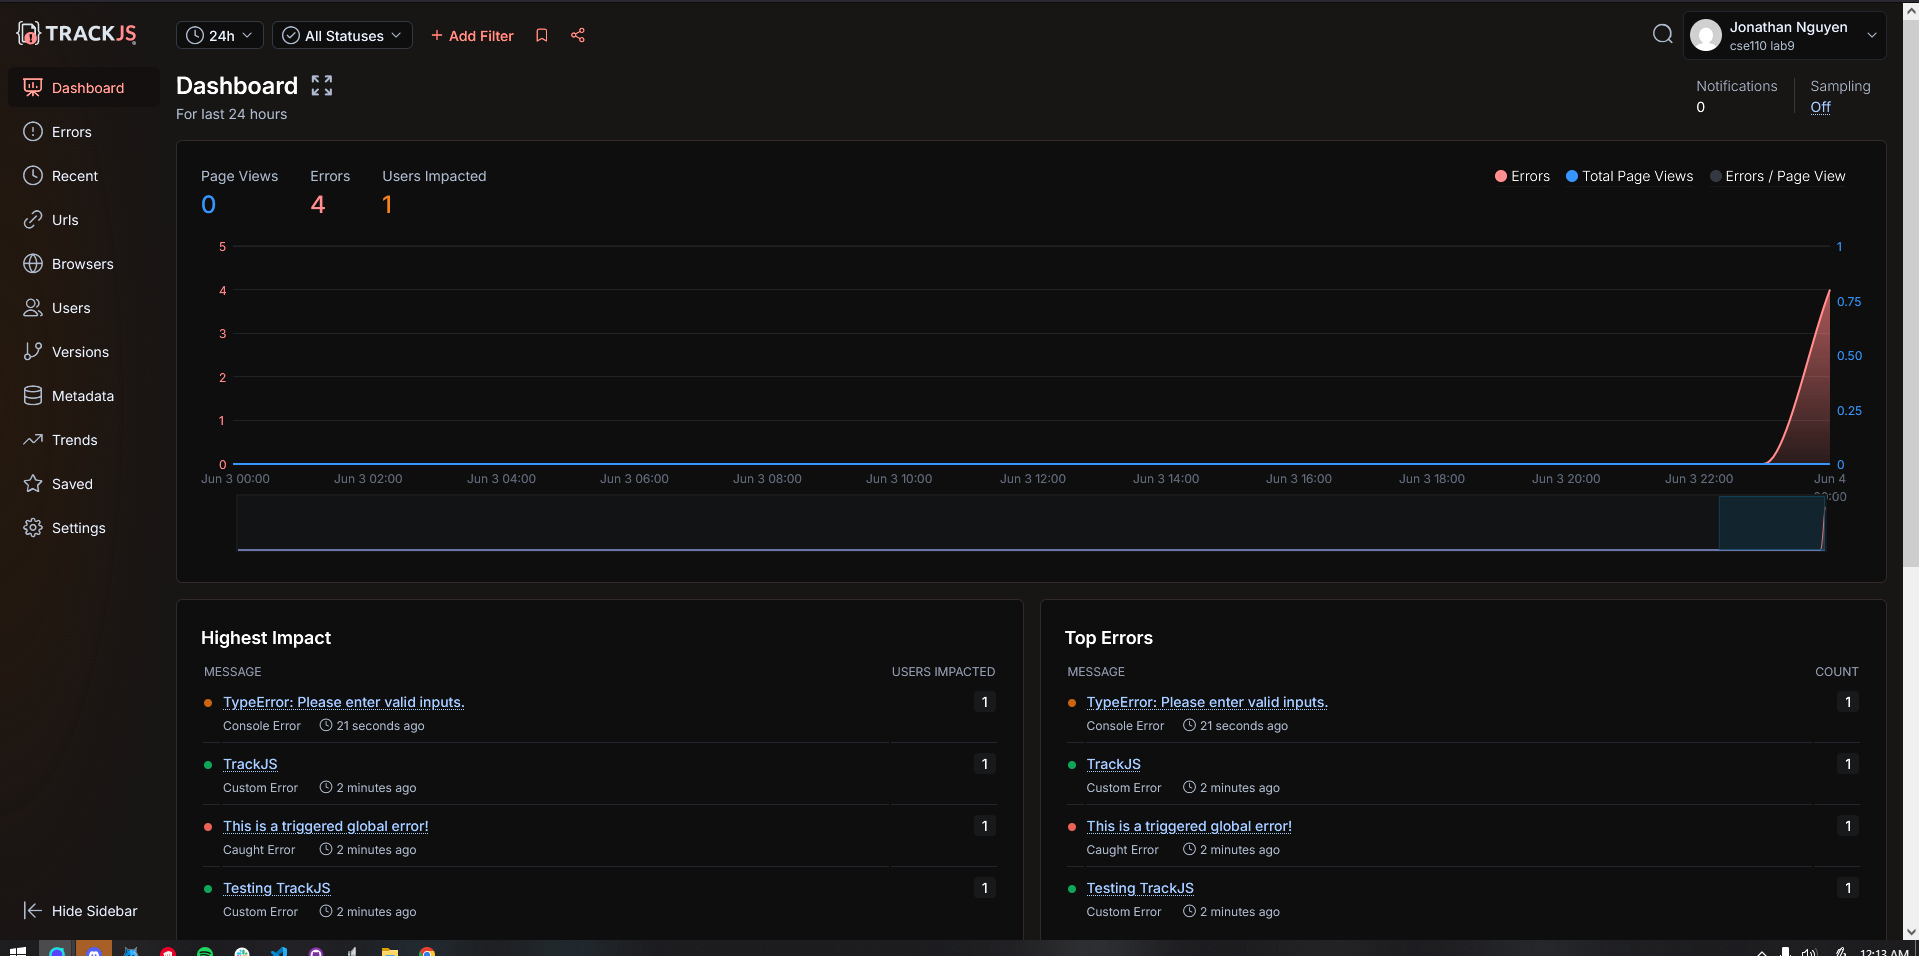 TRACKJS
24h
All Statuses
+ Add Filter
Jonathan Nguyen
cse110 lab9
Dashboard
Errors
Recent
Urls
Browsers
Users
Versions
Metadata
Trends
Saved
Settings
Hide Sidebar
Dashboard
For last 24 hours
Notifications
0
Sampling
Off
Page Views
0
Errors
4
Users Impacted
1
Errors
Total Page Views
Errors / Page View
5
4
3
2
1
0
1
0.75
0.50
0.25
0
Jun 3 00:00
Jun 3 02:00
Jun 3 04:00
Jun 3 06:00
Jun 3 08:00
Jun 3 10:00
Jun 3 12:00
Jun 3 14:00
Jun 3 16:00
Jun 3 18:00
Jun 3 20:00
Jun 3 22:00
Jun 4
00:00
Highest Impact
MESSAGE USERS IMPACTED
TypeError: Please enter valid inputs. 1
Console Error 21 seconds ago
TrackJS 1
Custom Error 2 minutes ago
This is a triggered global error! 1
Caught Error 2 minutes ago
Testing TrackJS 1
Custom Error 2 minutes ago
Top Errors
MESSAGE COUNT
TypeError: Please enter valid inputs. 1
Console Error 21 seconds ago
TrackJS 1
Custom Error 2 minutes ago
This is a triggered global error! 1
Caught Error 2 minutes ago
Testing TrackJS 1
Custom Error 2 minutes ago
12:13 AM